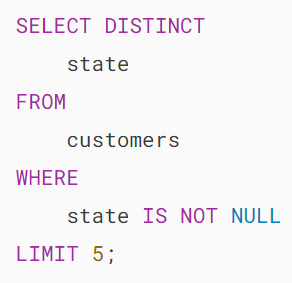 SELECT DISTINCT
    state
FROM
    customers
WHERE
    state IS NOT NULL
LIMIT 5;